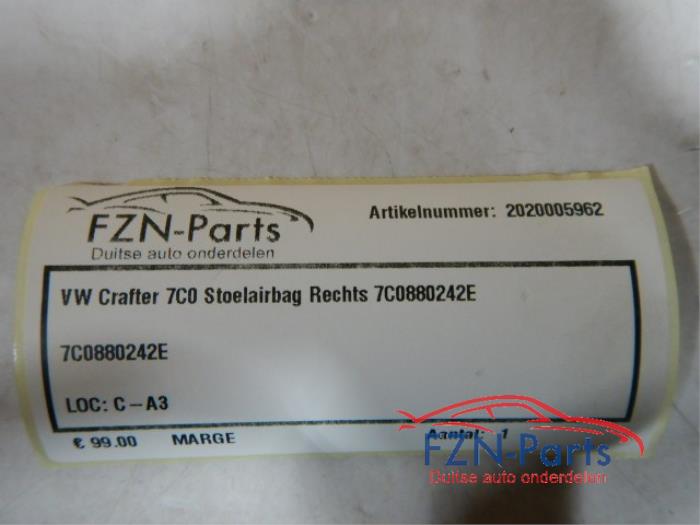 FZN-Parts
Duitse auto onderdelen
Artikelnummer: 2020005962
VW Crafter 7C0 Stoelairbag Rechts 7C0880242E
7C0880242E
LOC: C-A3
€ 99.00 MARGE Aantal: 1
FZN-Parts
Duitse auto onderdelen